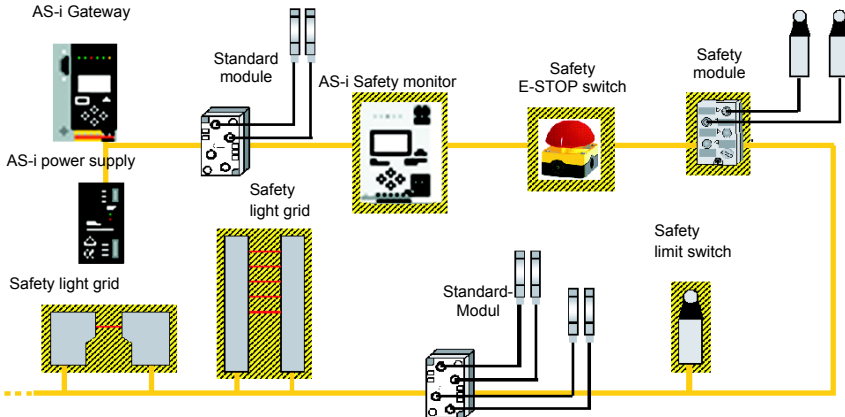 AS-i Gateway
Standard
module
AS-i Safety monitor
Safety
E-STOP switch
Safety
module
AS-i power supply
Safety
light grid
Safety
limit switch
Safety light grid
Standard-
Modul